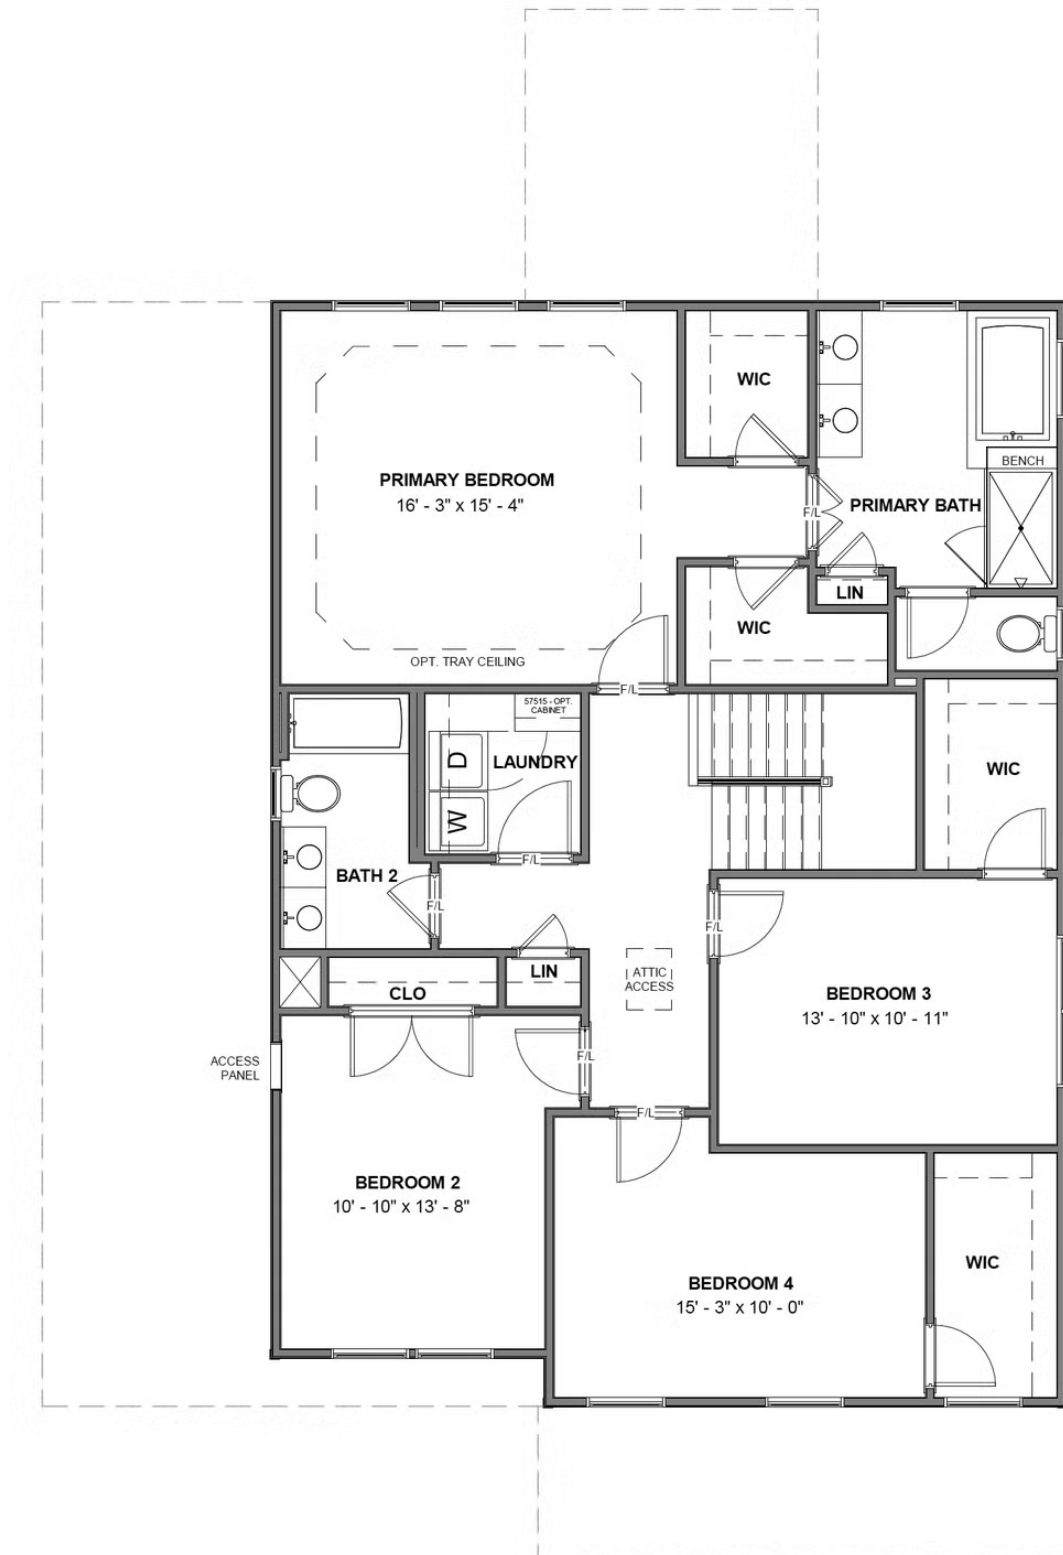 WIC
PRIMARY BEDROOM
16' - 3" x 15' - 4"
BENCH
PRIMARY BATH
F/L
LIN
WIC
OPT. TRAY CEILING
F/L
57515 - OPT.
CABINET
D
LAUNDRY
WIC
W
F/L
BATH 2
F/L
F/L
LIN
ATTIC
ACCESS
CLO
BEDROOM 3
13' - 10" x 10' - 11"
F/L
ACCESS
PANEL
F/L
BEDROOM 2
10' - 10" x 13' - 8"
WIC
BEDROOM 4
15' - 3" x 10' - 0"